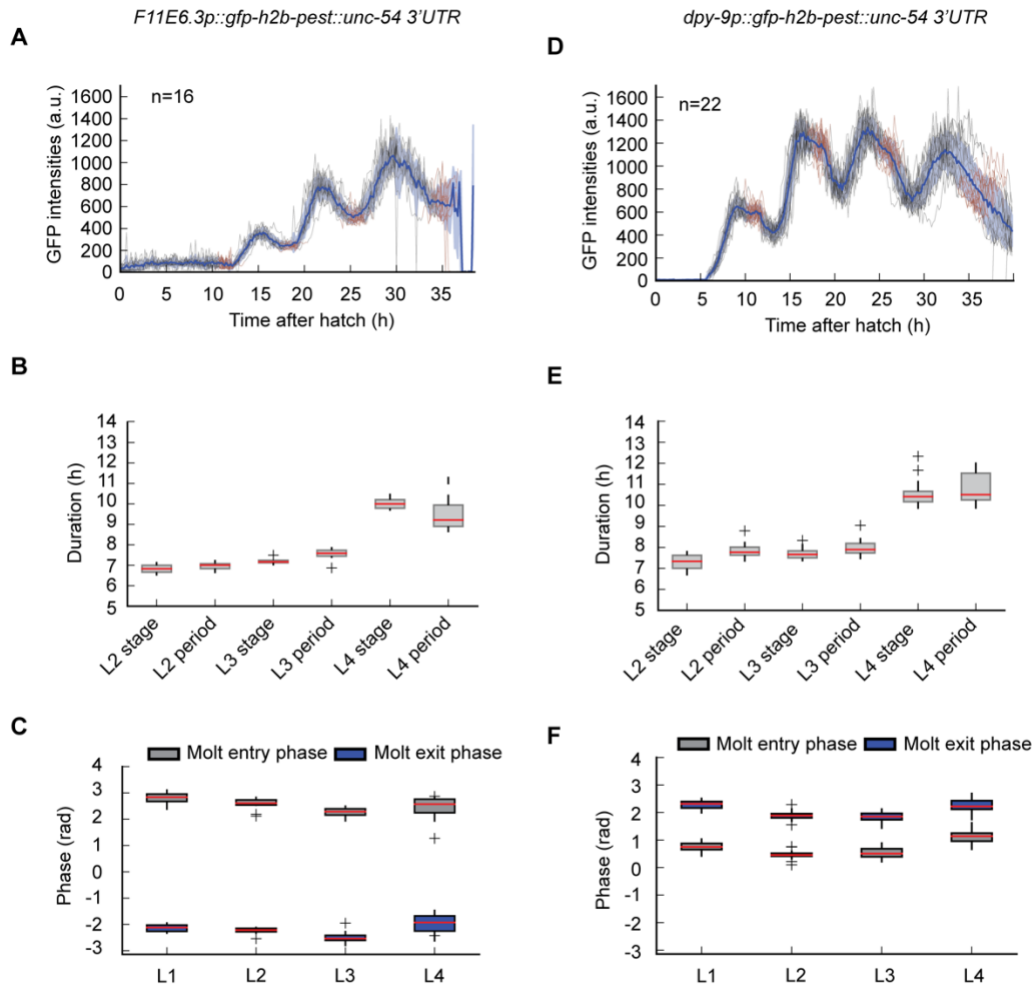 F11E6.3p::gfp-h2b-pest::unc-54 3’UTR
A
GFP intensities (a.u.)
1600
1400
1200
1000
800
600
400
200
0
n=16
0 5 10 15 20 25 30 35
Time after hatch (h)
B
Duration (h)
14
13
12
11
10
9
8
7
6
5
L2 stage
L2 period
L3 stage
L3 period
L4 stage
L4 period
C
Molt entry phase Molt exit phase
Phase (rad)
4
3
2
0
-1
-2
-3
L1 L2 L3 L4
dpy-9p::gfp-h2b-pest::unc-54 3’UTR
D
GFP intensities (a.u.)
1600
1400
1200
1000
800
600
400
200
0
n=22
0 5 10 15 20 25 30 35
Time after hatch (h)
E
Duration (h)
14
13
12
11
10
9
8
7
6
5
L2 stage
L2 period
L3 stage
L3 period
L4 stage
L4 period
F
Molt entry phase Molt exit phase
Phase (rad)
4
3
2
1
0
-1
-2
-3
L1 L2 L3 L4